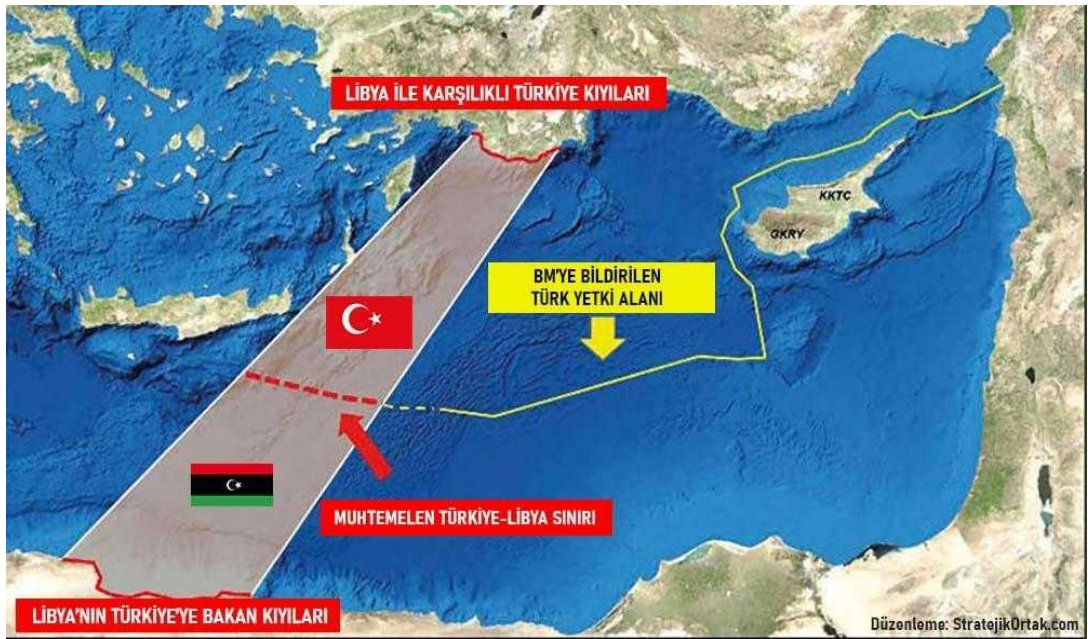 LİBYA İLE KARŞILIKLI TÜRKİYE KIYILARI
KKTC
GKRY
BM'YE BİLDİRİLEN
TÜRK YETKİ ALANI
MUHTEMELEN TÜRKİYE-LİBYA SINIRI
LİBYA'NIN TÜRKİYE'YE BAKAN KIYILARI
Düzenleme: StratejikOrtak.com